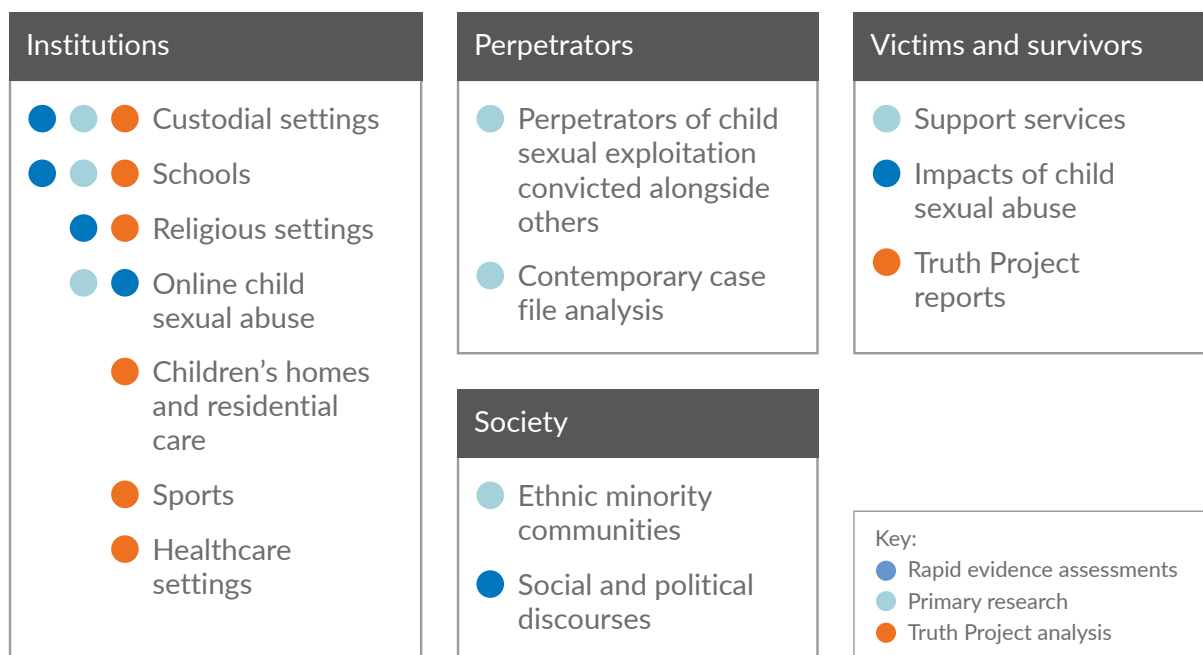 Institutions
Custodial settings
Schools
Religious settings
Online child
sexual abuse
Children’s homes
and residential
care
Sports
Healthcare
settings
Perpetrators
Perpetrators of child
sexual exploitation
convicted alongside
others
Contemporary case
file analysis
Society
Ethnic minority
communities
Social and political
discourses
Victims and survivors
Support services
Impacts of child
sexual abuse
Truth Project
reports
Key:
Rapid evidence assessments
Primary research
Truth Project analysis